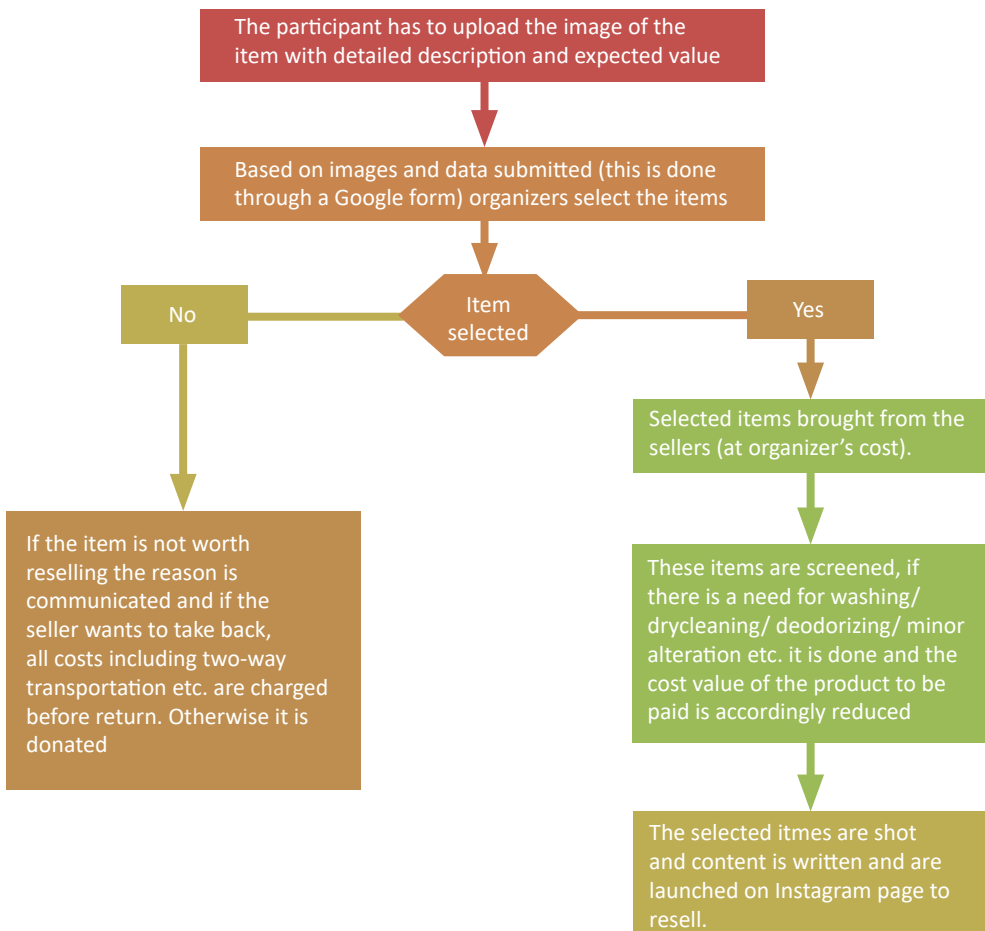 The participant has to upload the image of the
item with detailed description and expected value
Based on images and data submitted (this is done
through a Google form) organizers select the items
Item
selected
No
Yes
Selected items brought from the
sellers (at organizer’s cost).
If the item is not worth
reselling the reason is
communicated and if the
seller wants to take back,
all costs including two-way
transportation etc. are charged
before return. Otherwise it is
donated
These items are screened, if
there is a need for washing/
drycleaning/ deodorizing/ minor
alteration etc. it is done and the
cost value of the product to be
paid is accordingly reduced
The selected itmes are shot
and content is written and are
launched on Instagram page to
resell.